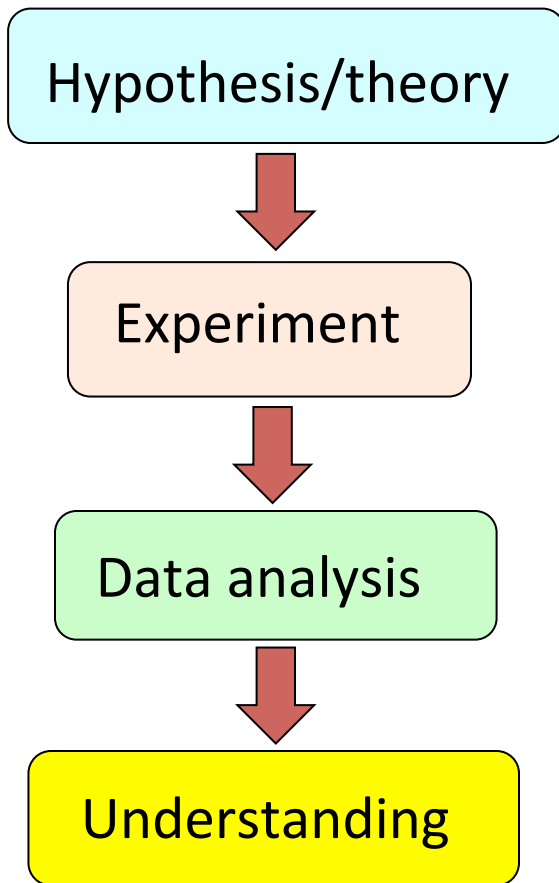 Hypothesis/theory
Experiment
Data analysis
Understanding